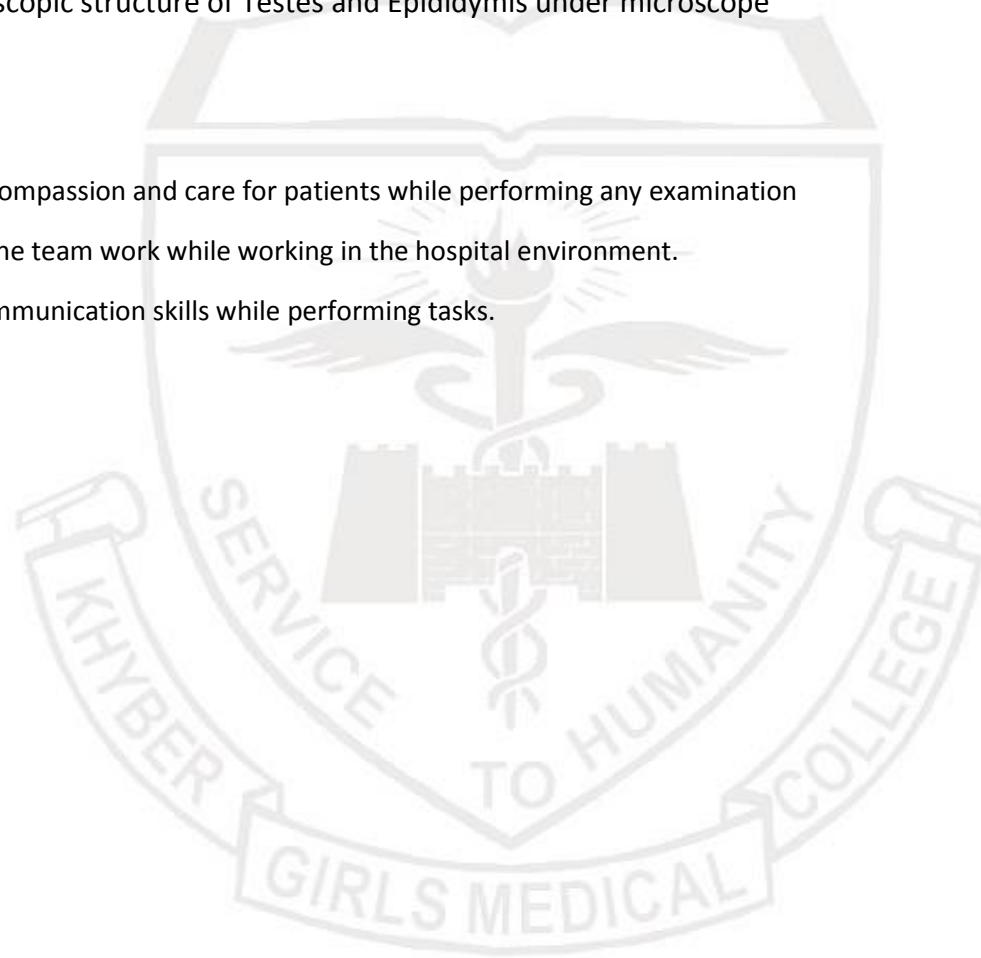 scopic structure of Testes and Epididymis under microscope
ompassion and care for patients while performing any examination
he team work while working in the hospital environment.
mmunication skills while performing tasks.
SERVICE TO HUMANITY
KHYBER GIRLS MEDICAL COLLEGE